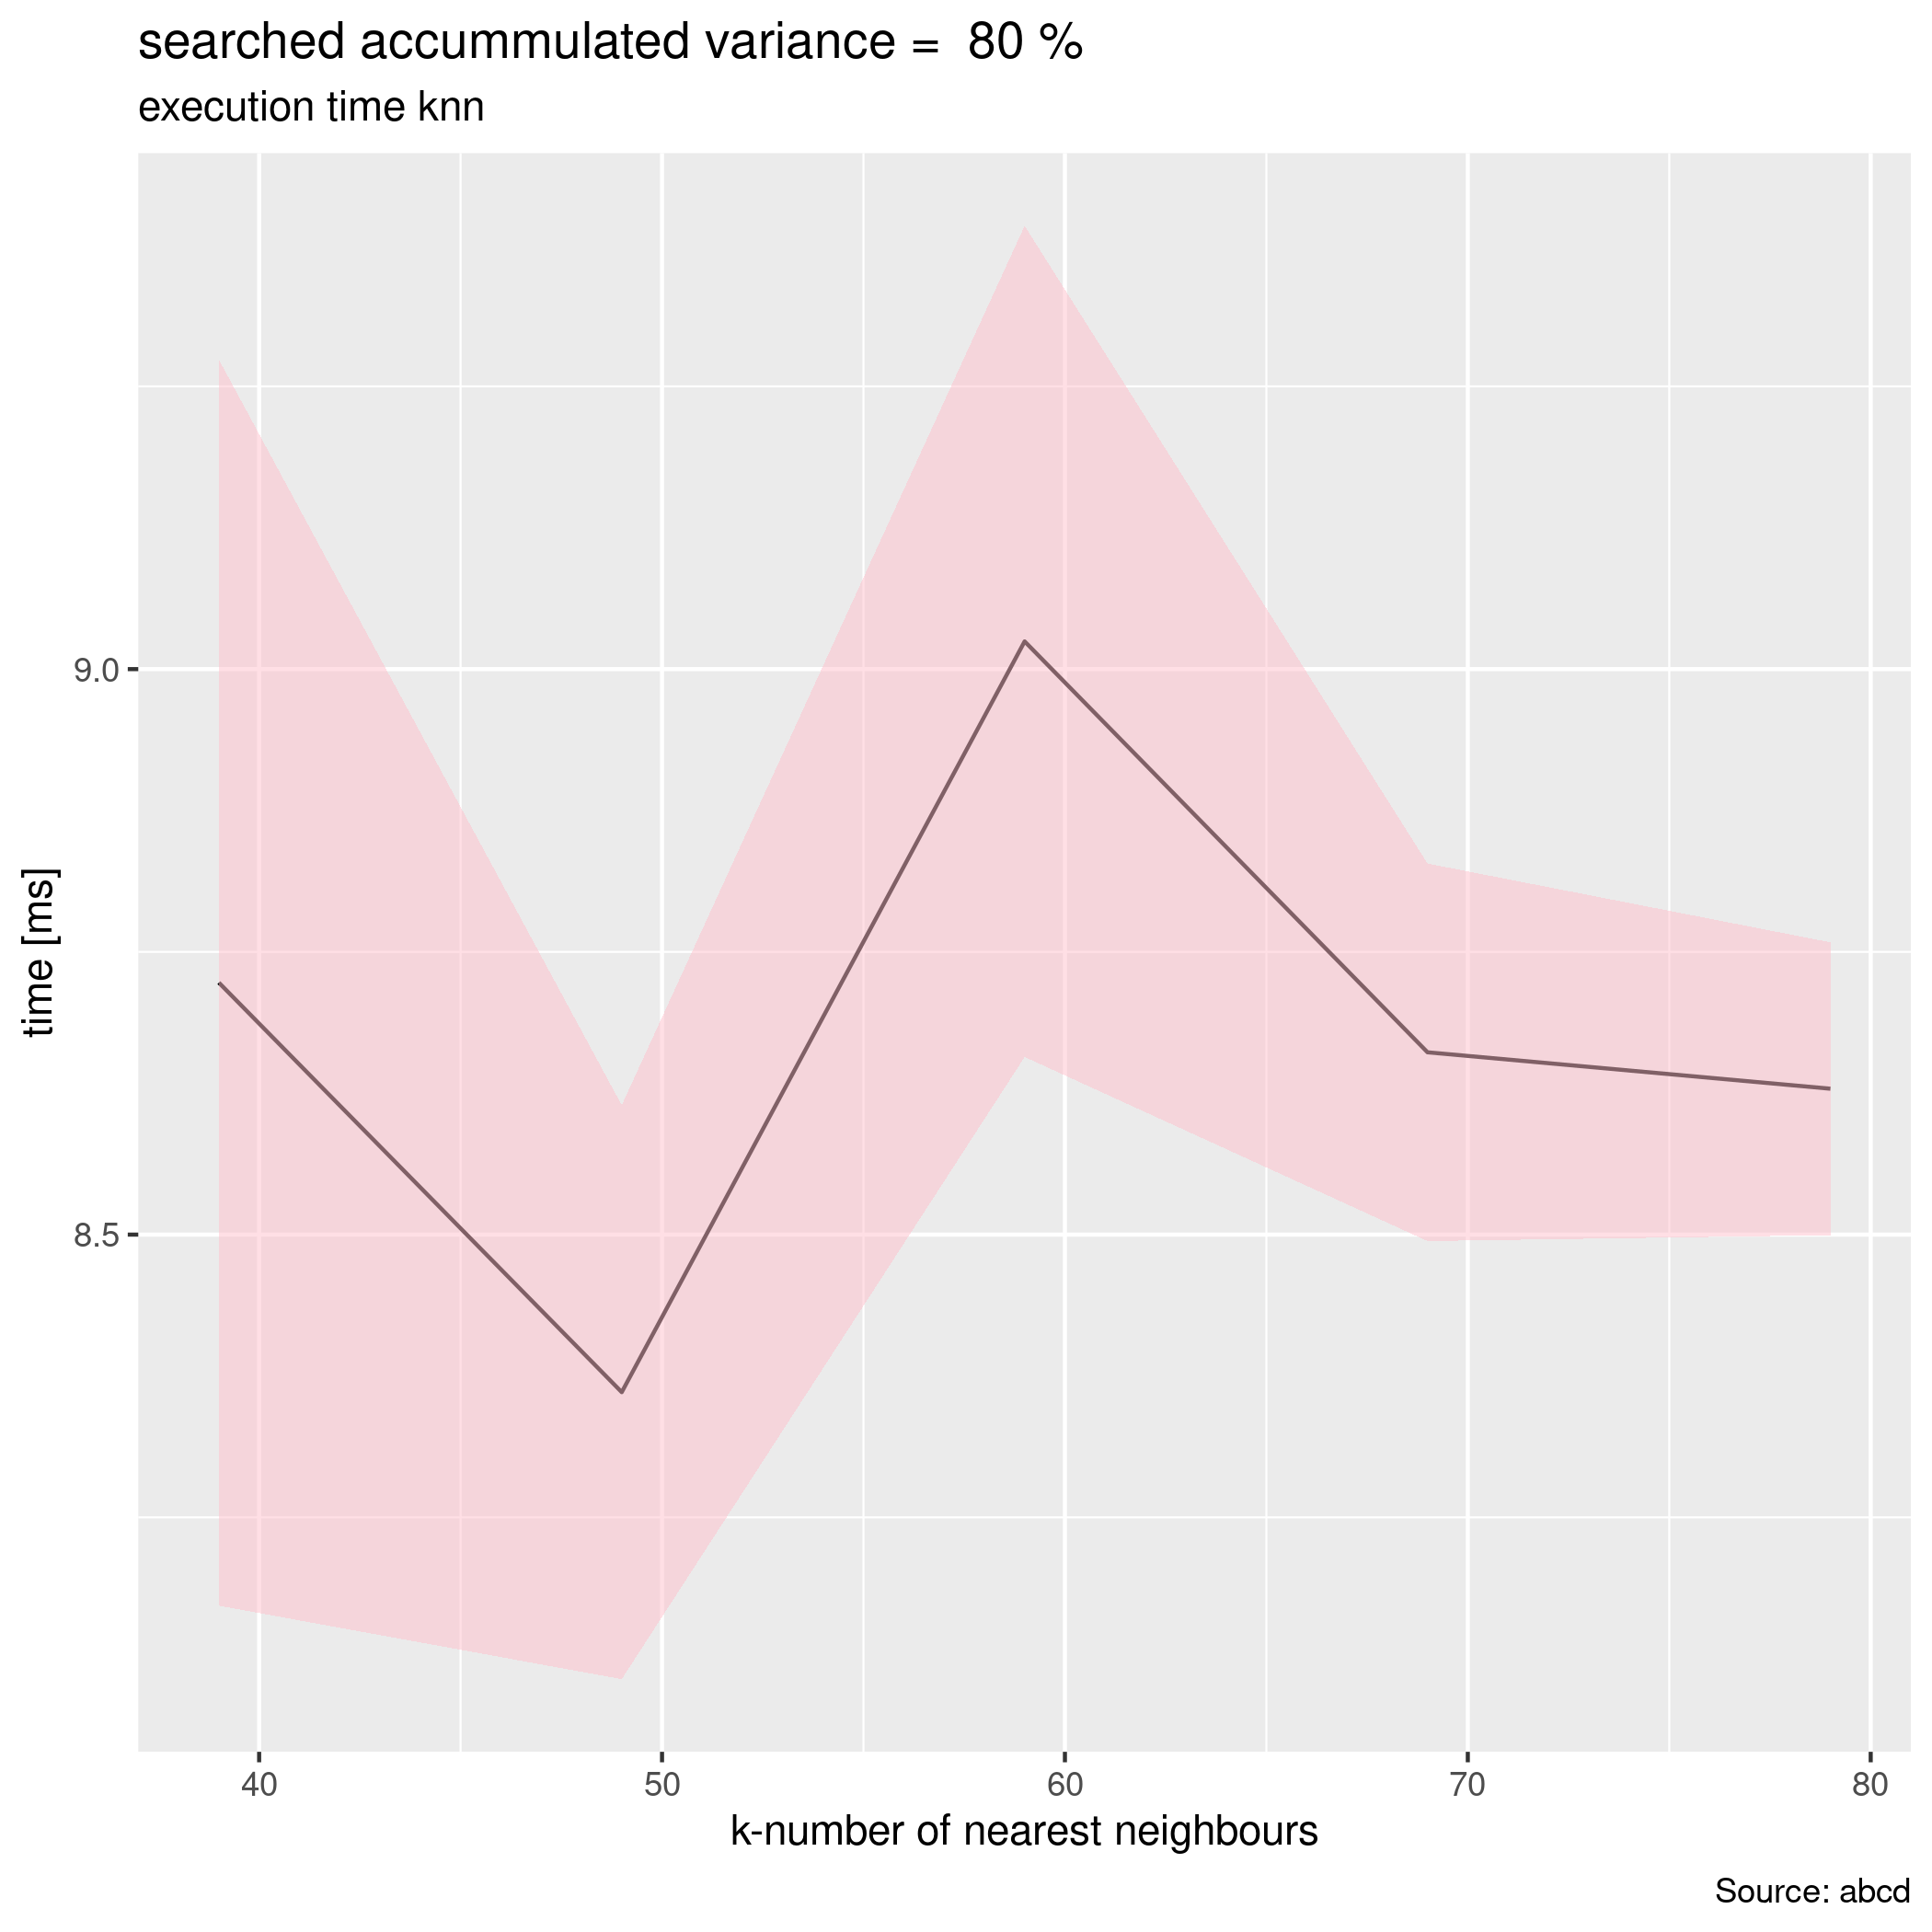 searched accummulated variance =  80 %
execution time knn
time [ms]
9.0
8.5
40 50 60 70 80
k-number of nearest neighbours
Source: abcd